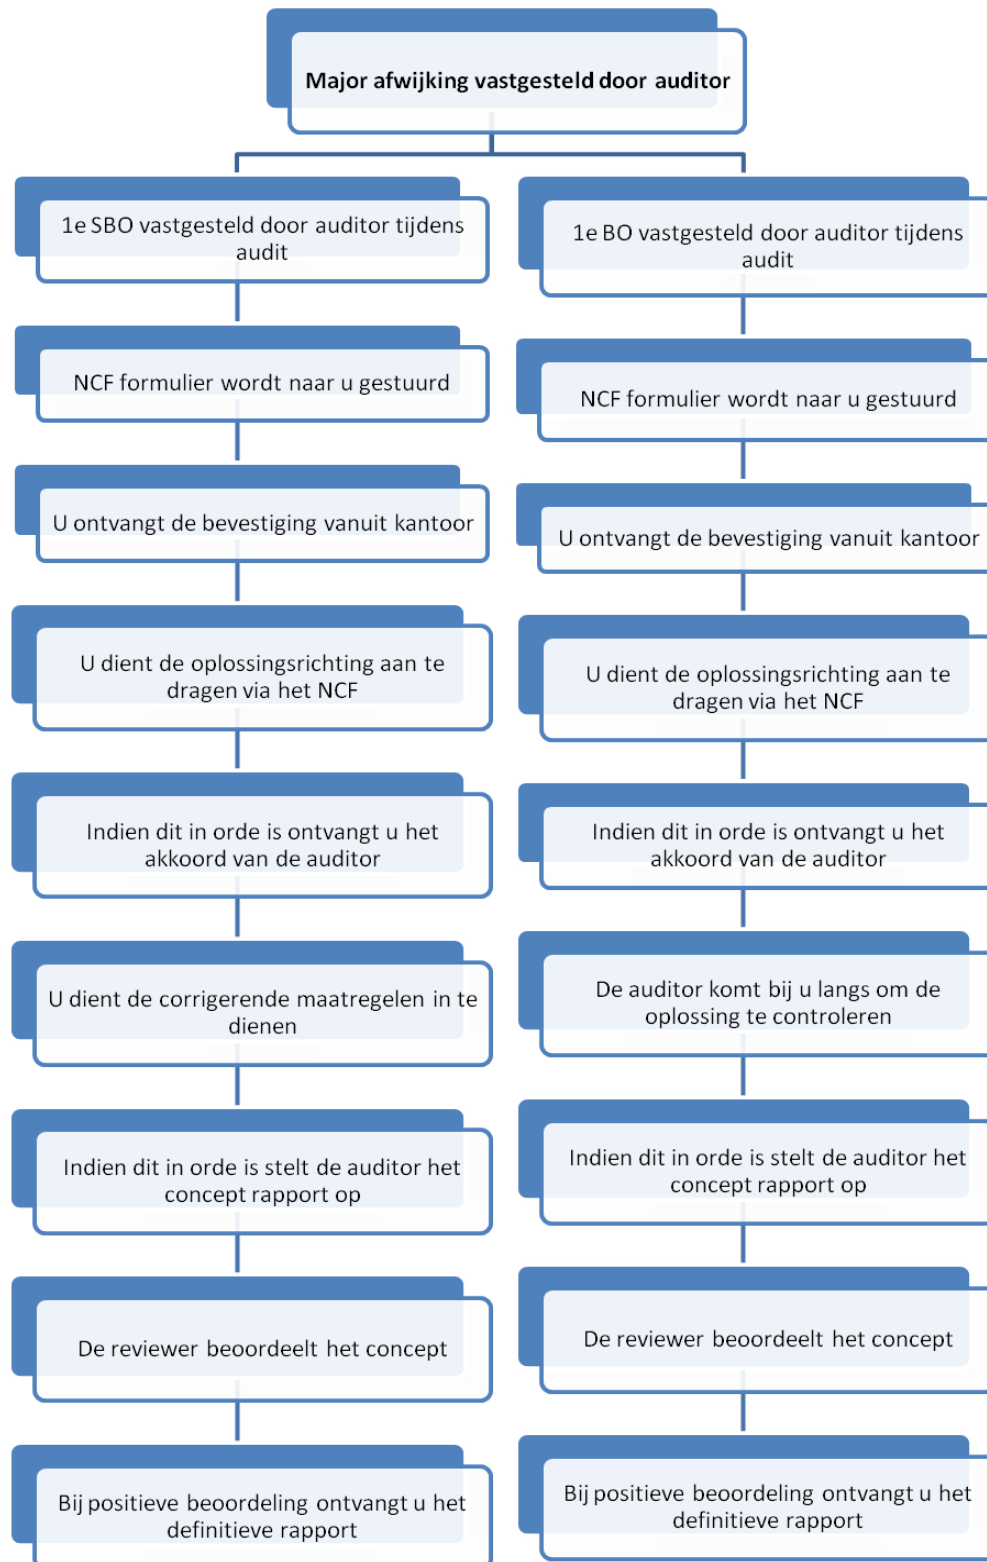 Major afwijking vastgesteld door auditor
1e SBO vastgesteld door auditor tijdens
audit
NCF formulier wordt naar u gestuurd
U ontvangt de bevestiging vanuit kantoor
U dient de oplossingsrichting aan te
dragen via het NCF
Indien dit in orde is ontvangt u het
akkoord van de auditor
U dient de corrigerende maatregelen in te
dienen
Indien dit in orde is stelt de auditor het
concept rapport op
De reviewer beoordeelt het concept
Bij positieve beoordeling ontvangt u het
definitieve rapport
1e BO vastgesteld door auditor tijdens
audit
NCF formulier wordt naar u gestuurd
U ontvangt de bevestiging vanuit kantoor
U dient de oplossingsrichting aan te
dragen via het NCF
Indien dit in orde is ontvangt u het
akkoord van de auditor
De auditor komt bij u langs om de
oplossing te controleren
Indien dit in orde is stelt de auditor het
concept rapport op
De reviewer beoordeelt het concept
Bij positieve beoordeling ontvangt u het
definitieve rapport